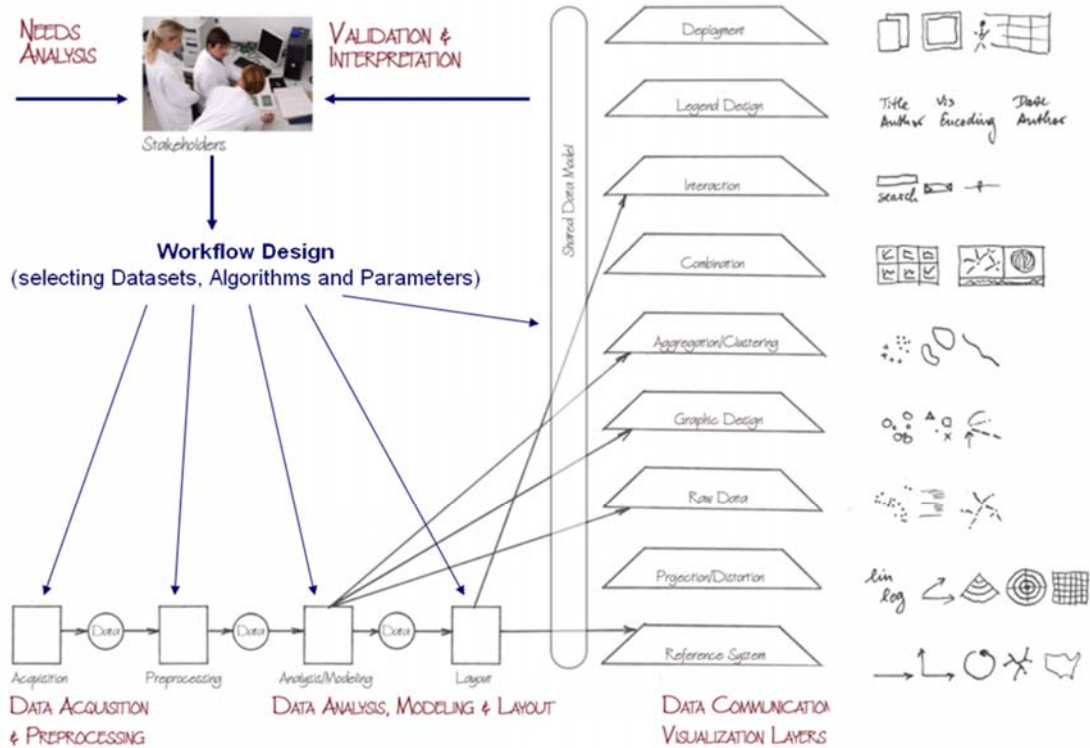 NEEDS
ANALYSIS
VALIDATION &
INTERPRETATION
Stakeholders
Workflow Design
(selecting Datasets, Algorithms and Parameters)
Shared Data Model
Deployment
Legend Design
Title Vis Date
Author Encoding Author
Interaction
search
Combination
Aggregation/Clustering
Graphic Design
Raw Data
Projection/Distortion
lin
log
Reference System
Data
Data
Data
Acquisition
Preprocessing
Analysis/Modeling
Layout
DATA ACQUISITION
& PREPROCESSING
DATA ANALYSIS, MODELING & LAYOUT
DATA COMMUNICATION
VISUALIZATION LAYERS